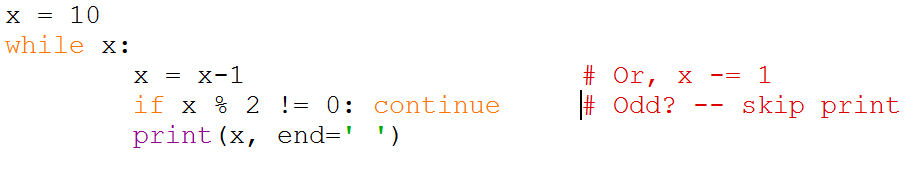 x = 10
while x:
        x = x-1                      # Or, x -= 1
        if x % 2 != 0: continue      # Odd? -- skip print
        print(x, end=' ')